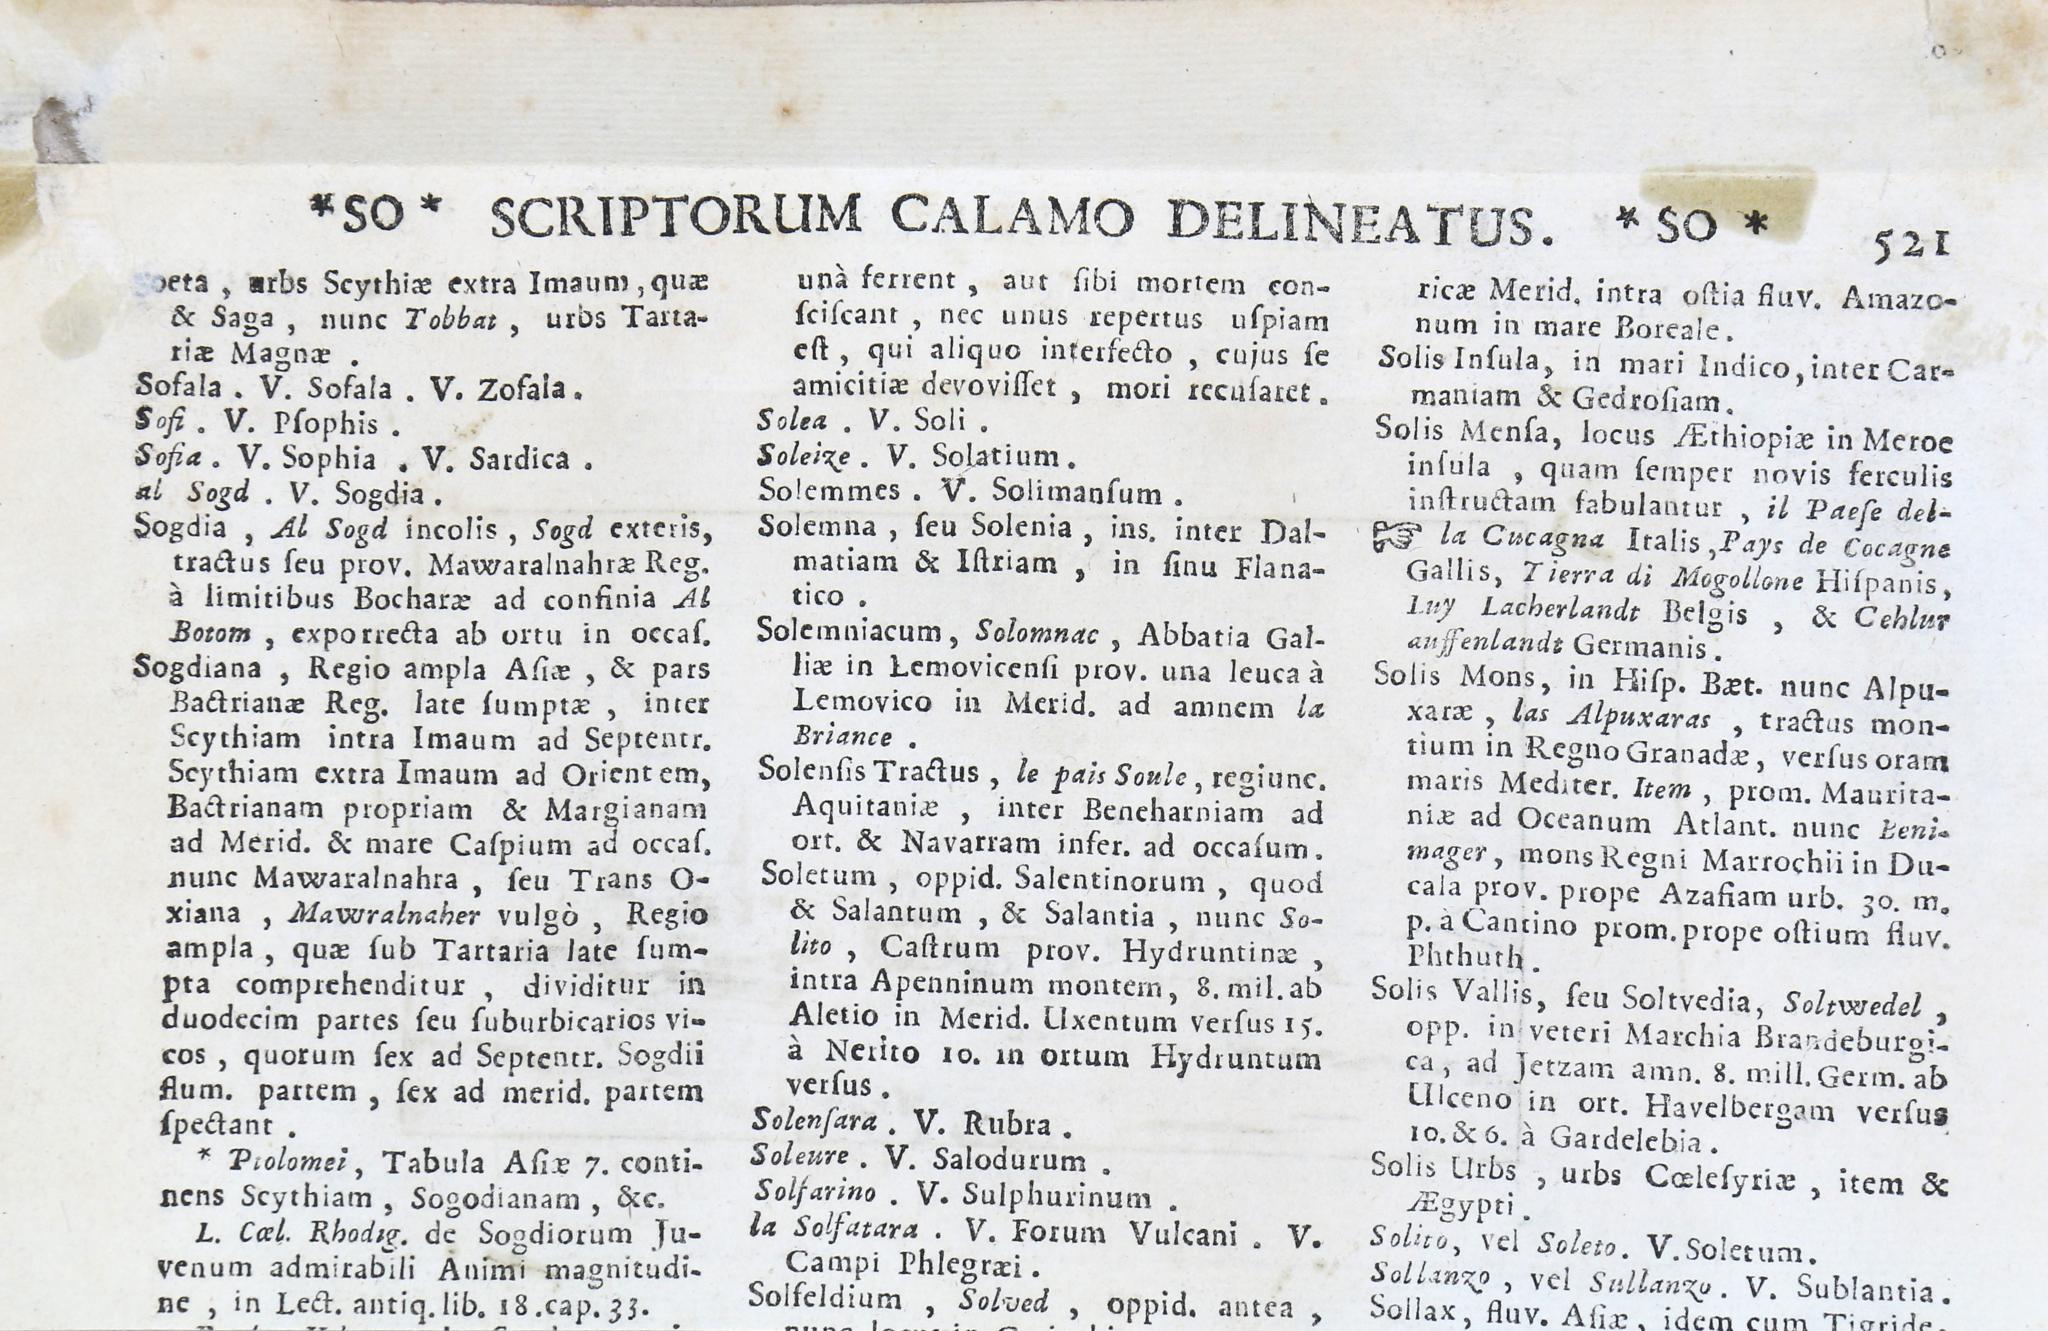 *SO* SCRIPTORUM CALAMO DELINEATUS. *SO* 521
oeta, urbs Scythiæ extra Imaum, quæ
& Saga, nunc Tobbat, urbs Tarta-
riæ Magnæ.
Sofala. V. Sofala. V. Zofala.
Sofi. V. Pſophis.
Sofia. V. Sophia. V. Sardica.
al Sogd. V. Sogdia.
Sogdia, Al Sogd incolis, Sogd exteris,
tractus ſeu prov. Mawaralnahræ Reg.
à limitibus Bocharæ ad confinia Al
Botom, exporrecta ab ortu in occaſ.
Sogdiana, Regio ampla Aſiæ, & pars
Bactrianæ Reg. late ſumptæ, inter
Scythiam intra Imaum ad Septentr.
Scythiam extra Imaum ad Orientem,
Bactrianam propriam & Margianam
ad Merid. & mare Caſpium ad occaſ.
nunc Mawaralnahra, ſeu Trans O-
xiana, Mawralnaher vulgò, Regio
ampla, quæ ſub Tartaria late ſum-
pta comprehenditur, dividitur in
duodecim partes ſeu ſuburbicarios vi-
cos, quorum ſex ad Septentr. Sogdii
flum. partem, ſex ad merid. partem
ſpectant.
* Ptolomei, Tabula Aſiæ 7. conti-
nens Scythiam, Sogodianam, &c.
L. Cæl. Rhodig. de Sogdiorum Ju-
venum admirabili Animi magnitudi-
ne, in Lect. antiq. lib. 18. cap. 33.
unà ferrent, aut ſibi mortem con-
ſciſcant, nec unus repertus uſpiam
eſt, qui aliquo interfecto, cujus ſe
amicitiæ devoviſſet, mori recuſaret.
Solea. V. Soli.
Soleize. V. Solatium.
Solemmes. V. Solimanſum.
Solemna, ſeu Solenia, ins. inter Dal-
matiam & Iſtriam, in ſinu Flana-
tico.
Solemniacum, Solomnac, Abbatia Gal-
liæ in Lemovicenſi prov. una leuca à
Lemovico in Merid. ad amnem la
Briance.
Solenſis Tractus, le pais Soule, regiunc.
Aquitaniæ, inter Beneharniam ad
ort. & Navarram infer. ad occaſum.
Soletum, oppid. Salentinorum, quod
& Salantum, & Salantia, nunc So-
lito, Caſtrum prov. Hydruntinæ,
intra Apenninum montem, 8. mil. ab
Aletio in Merid. Uxentum verſus 15.
à Nerito 10. in ortum Hydruntum
verſus.
Solenſara. V. Rubra.
Soleure. V. Salodurum.
Solfarino. V. Sulphurinum.
la Solfatara. V. Forum Vulcani. V.
Campi Phlegræi.
Solfeldium, Solved, oppid. antea,
ricæ Merid. intra oſtia fluv. Amazo-
num in mare Boreale.
Solis Inſula, in mari Indico, inter Car-
maniam & Gedroſiam.
Solis Menſa, locus Æthiopiæ in Meroe
inſula, quam ſemper novis ferculis
inſtructam fabulantur, il Paeſe del-
☞ la Cucagna Italis, Pays de Cocagne
Gallis, Tierra di Mogollone Hiſpanis,
Luy Lacherlandt Belgis, & Cehlur
auffenlandt Germanis.
Solis Mons, in Hiſp. Bæt. nunc Alpu-
xaræ, las Alpuxaras, tractus mon-
tium in Regno Granadæ, verſus oram
maris Mediter. Item, prom. Maurita-
niæ ad Oceanum Atlant. nunc Beni-
mager, mons Regni Marrochii in Du-
cala prov. prope Azafiam urb. 30. m.
p. à Cantino prom. prope oſtium fluv.
Phthuth.
Solis Vallis, ſeu Soltvedia, Soltwedel,
opp. in veteri Marchia Brandeburgi-
ca, ad Jetzam amn. 8. mill. Germ. ab
Ulceno in ort. Havelbergam verſus
10. & 6. à Gardelebia.
Solis Urbs, urbs Cœleſyriæ, item &
Ægypti.
Solito, vel Soleto. V. Soletum.
Sollanzo, vel Sullanzo. V. Sublantia.
Sollax, fluv. Aſiæ, idem cum Tigride.